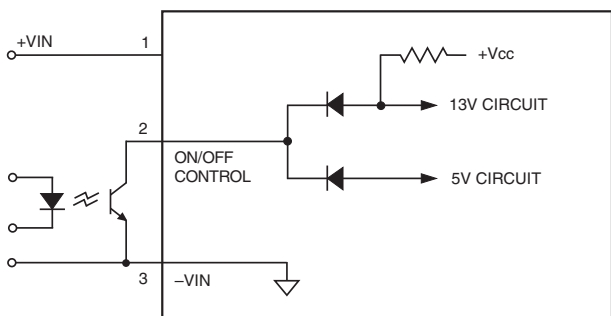 +VIN
1
+Vcc
13V CIRCUIT
2
ON/OFF
CONTROL
5V CIRCUIT
3
–VIN